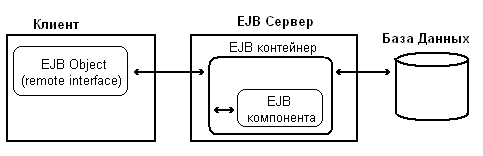 Клиент
EJB Object
(remote interface)
EJB Сервер
EJB контейнер
EJB
компонента
База Данных